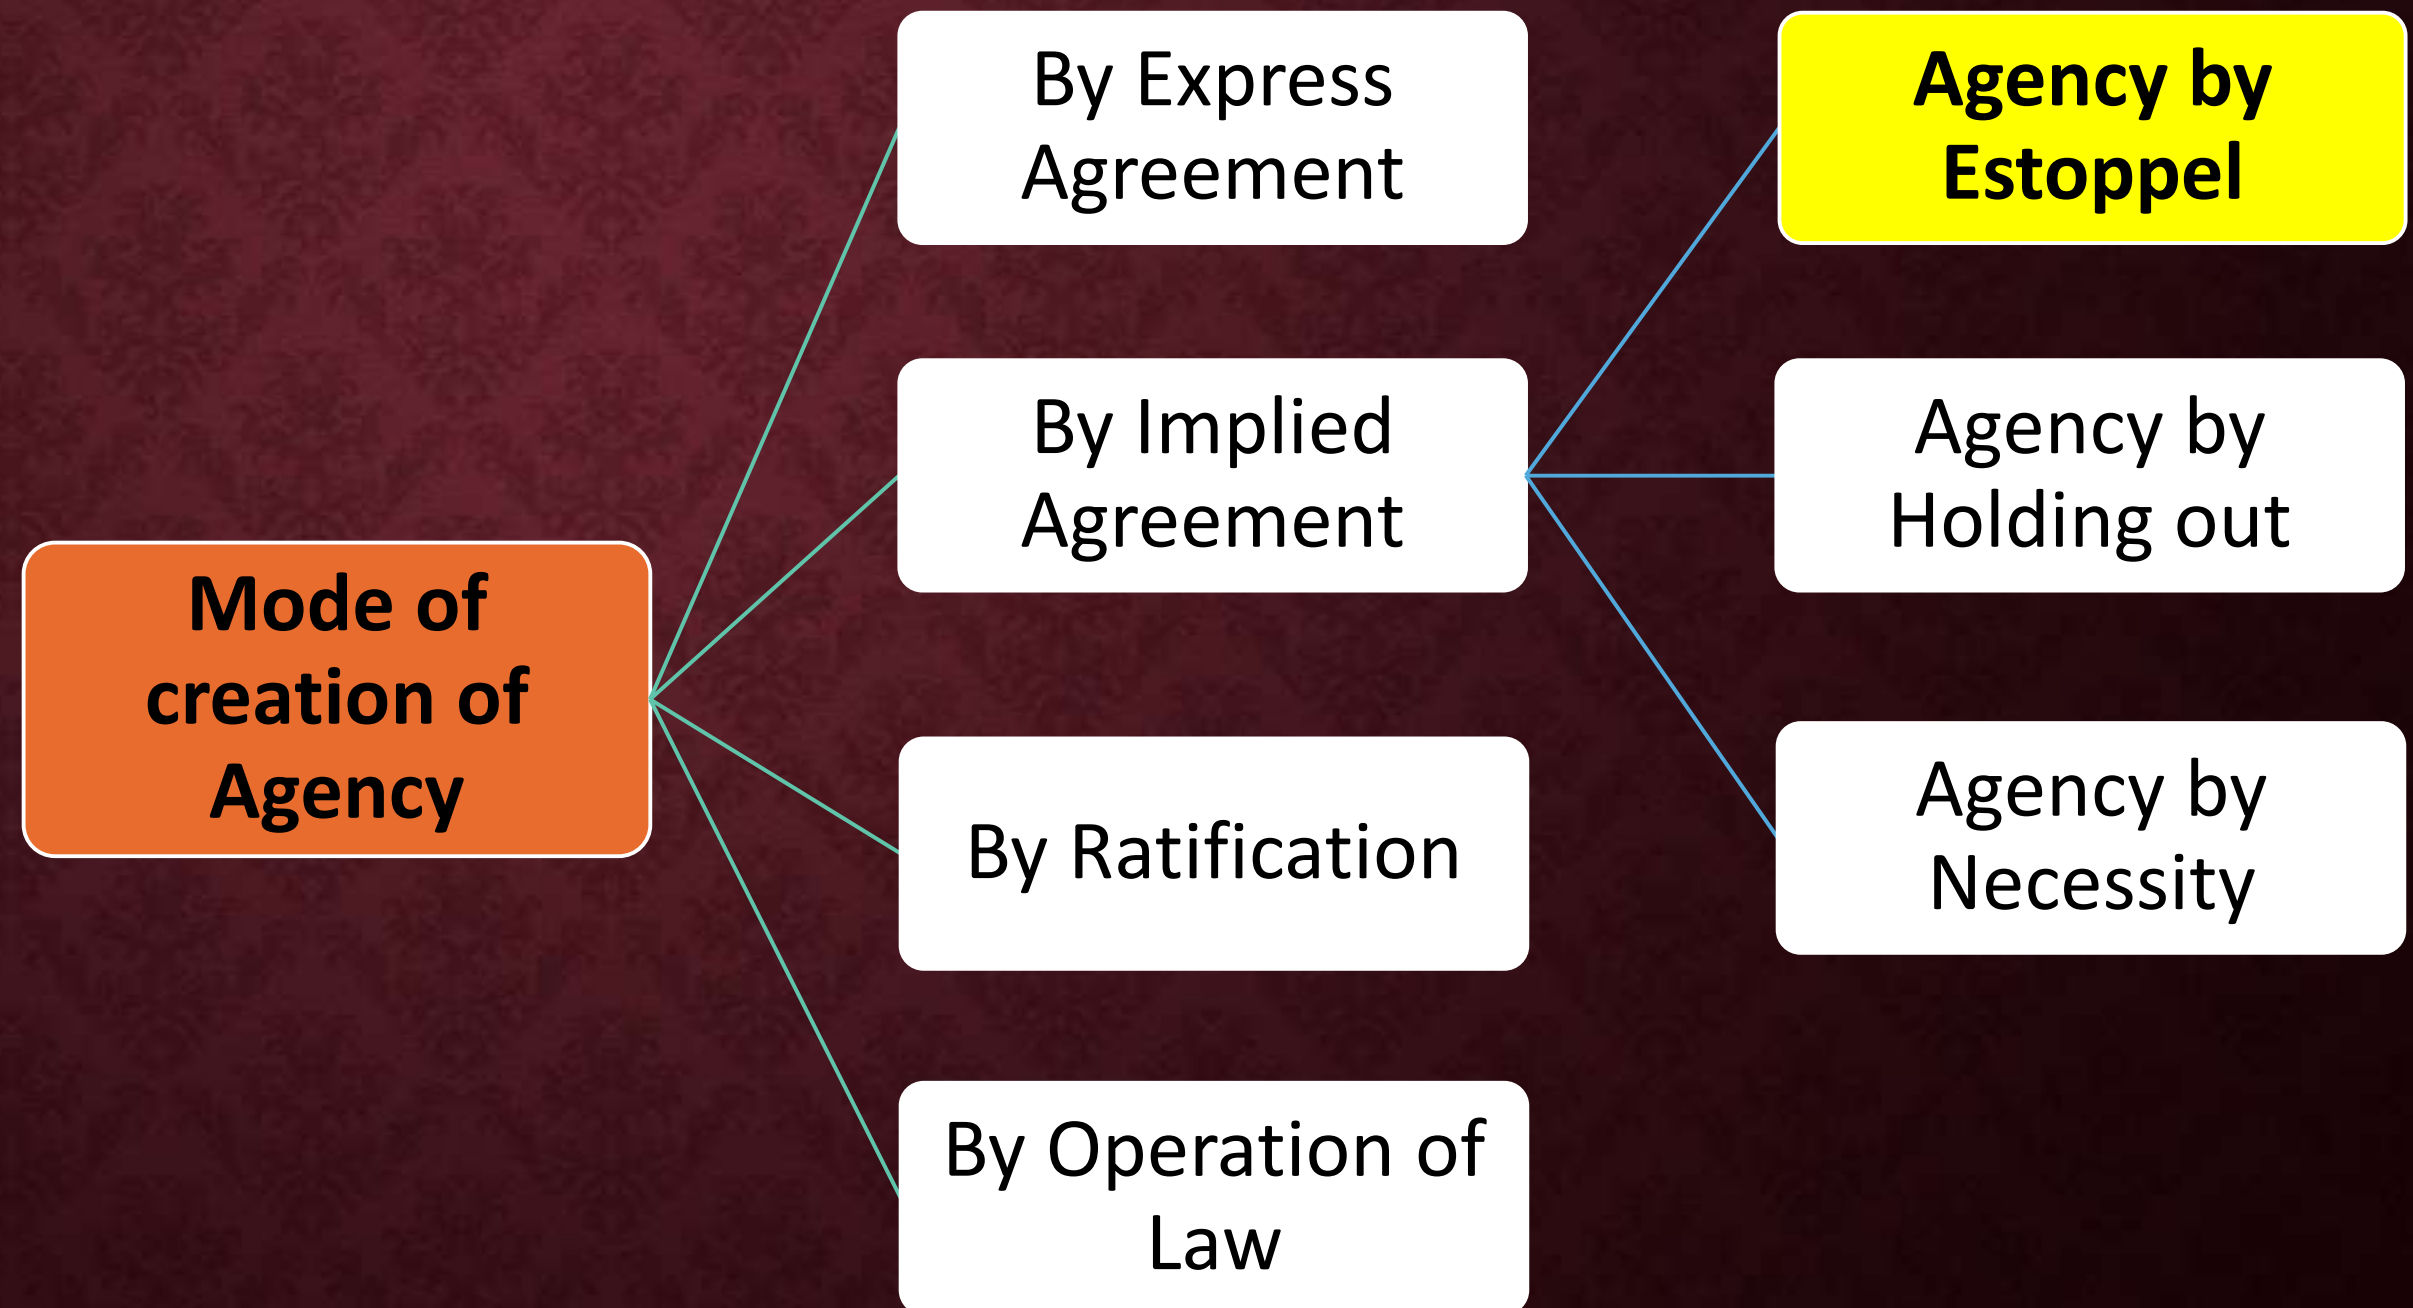 Mode of
creation of
Agency
By Express
Agreement
By Implied
Agreement
By Ratification
By Operation of
Law
Agency by
Estoppel
Agency by
Holding out
Agency by
Necessity